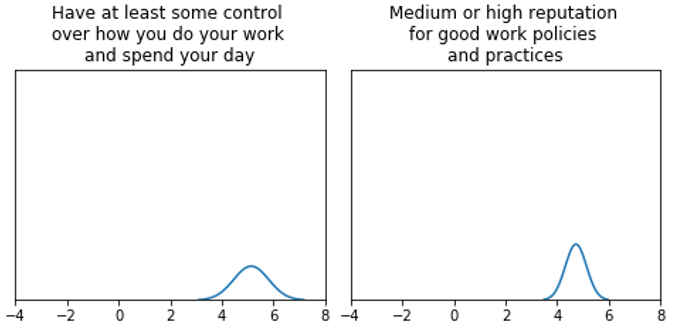 Have at least some control
over how you do your work
and spend your day
Medium or high reputation
for good work policies
and practices
−4 −2 0 2 4 6 8
−4 −2 0 2 4 6 8